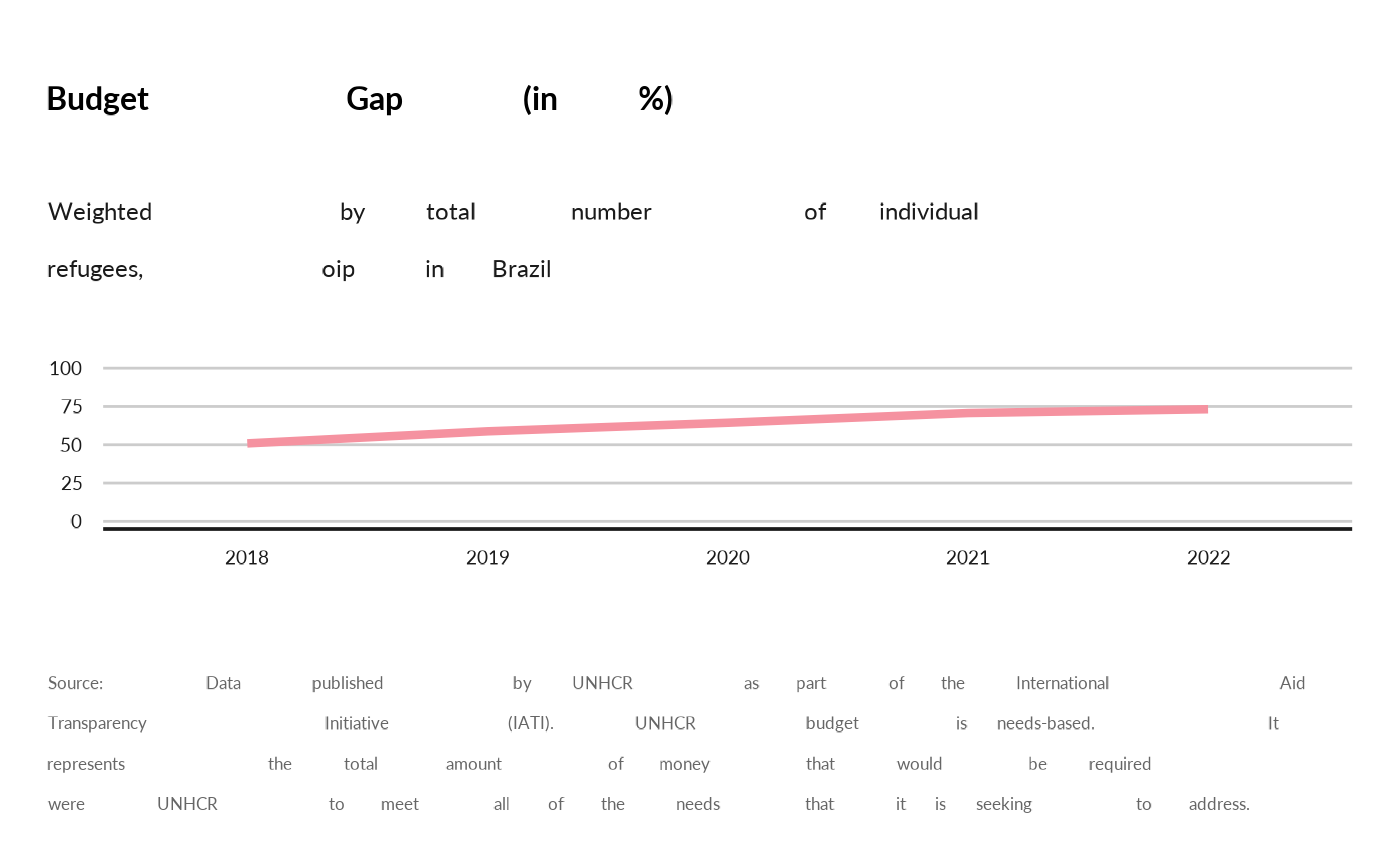 Budget Gap (in %)
Weighted by total number of individual
refugees, oip in Brazil
100
75
50
25
0
2018 2019 2020 2021 2022
Source: Data published by UNHCR as part of the International Aid
Transparency Initiative (IATI). UNHCR budget is needs-based. It
represents the total amount of money that would be required
were UNHCR to meet all of the needs that it is seeking to address.